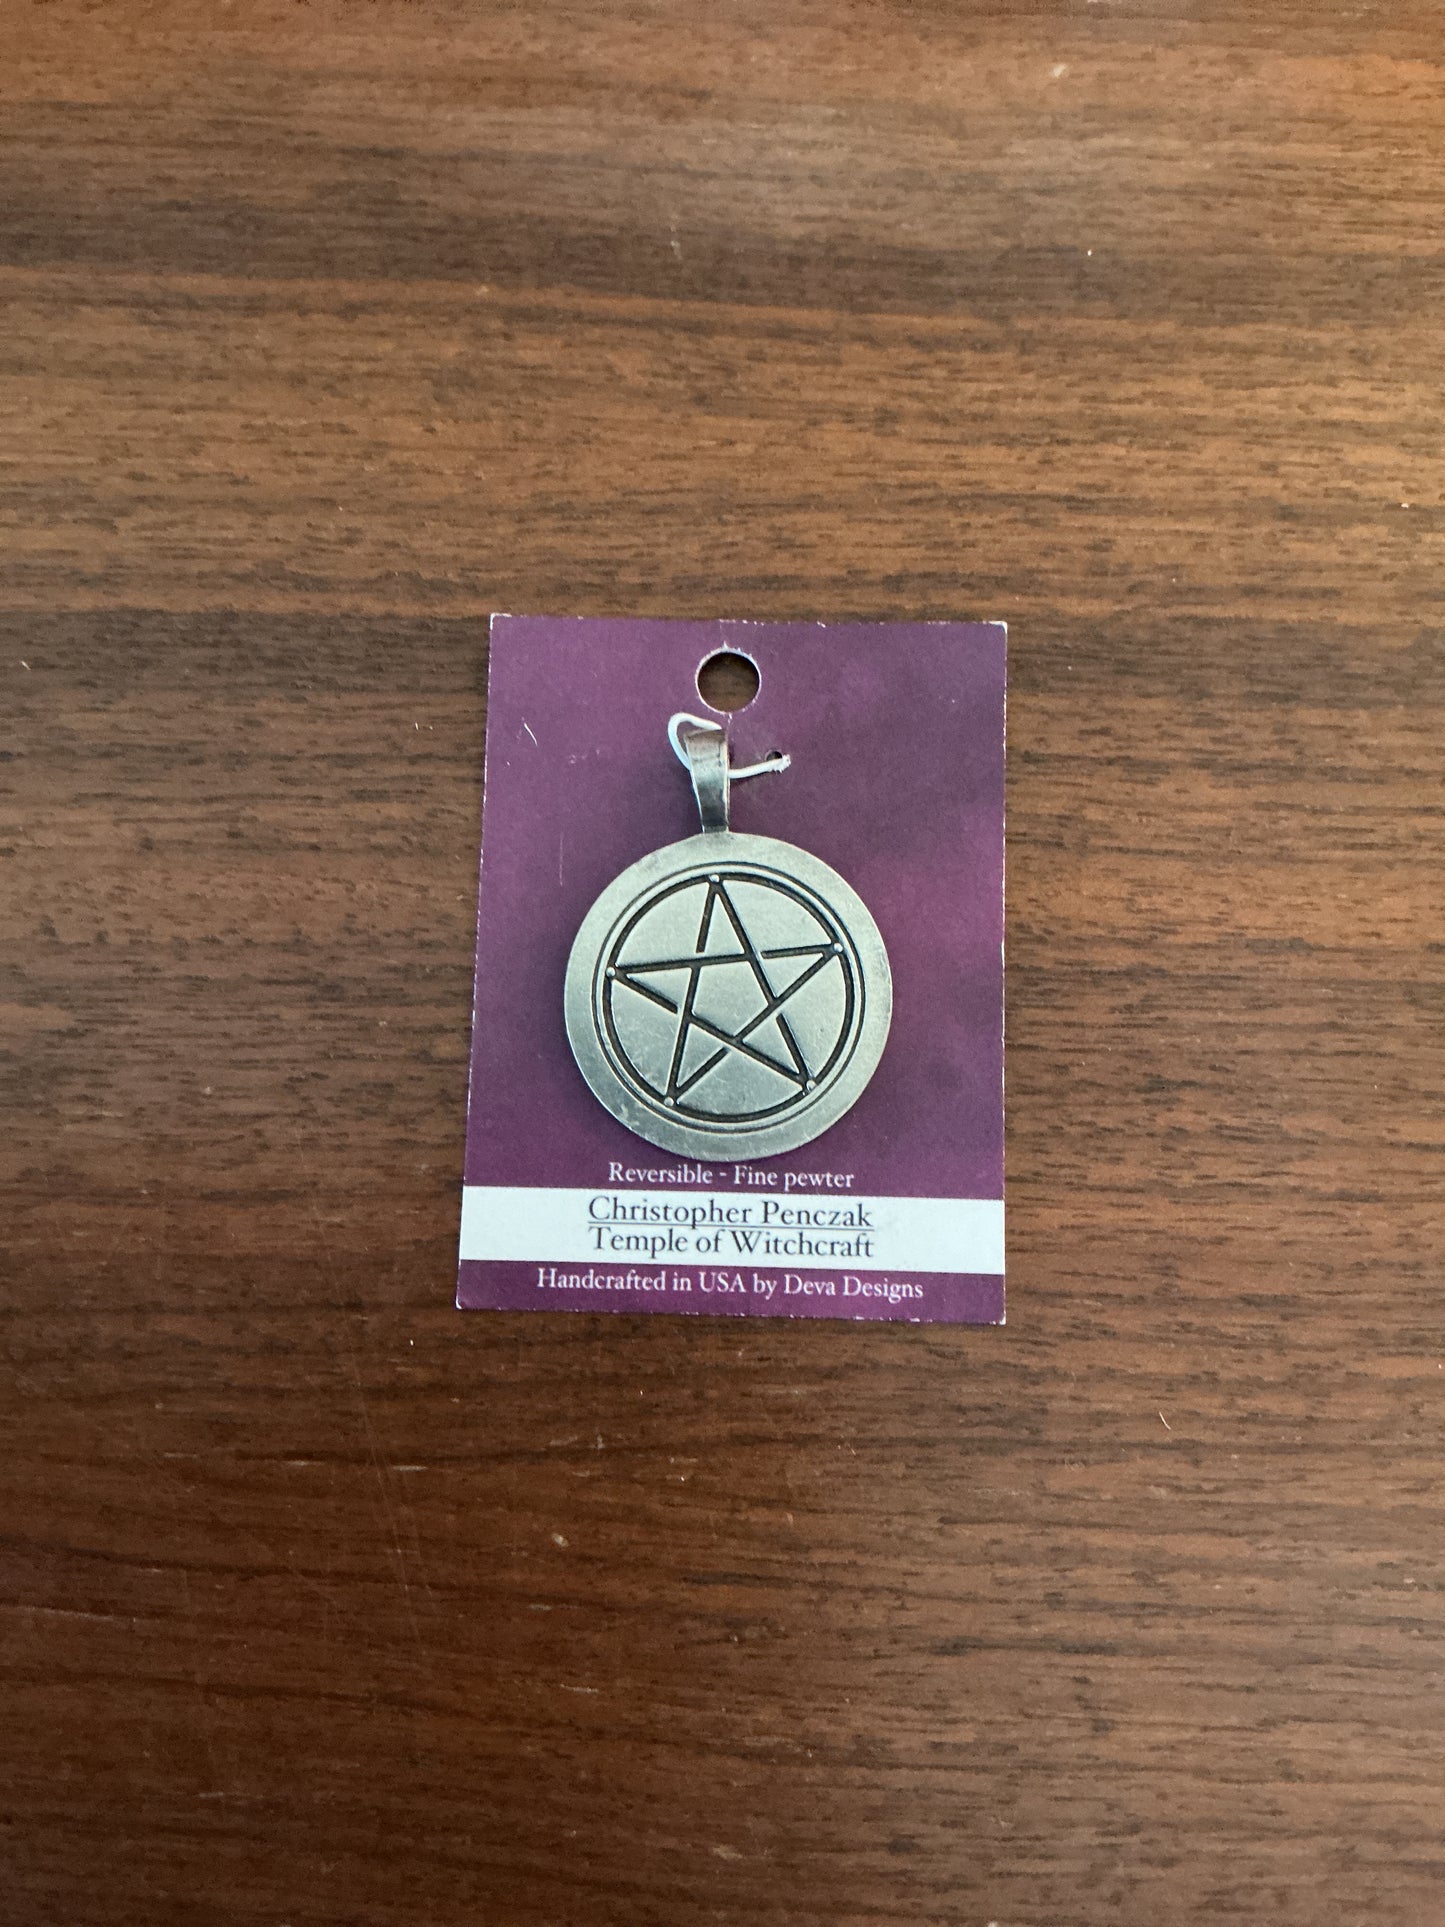 Reversible - Fine pewter
Christopher Penczak
Temple of Witchcraft
Handcrafted in USA by Deva Designs